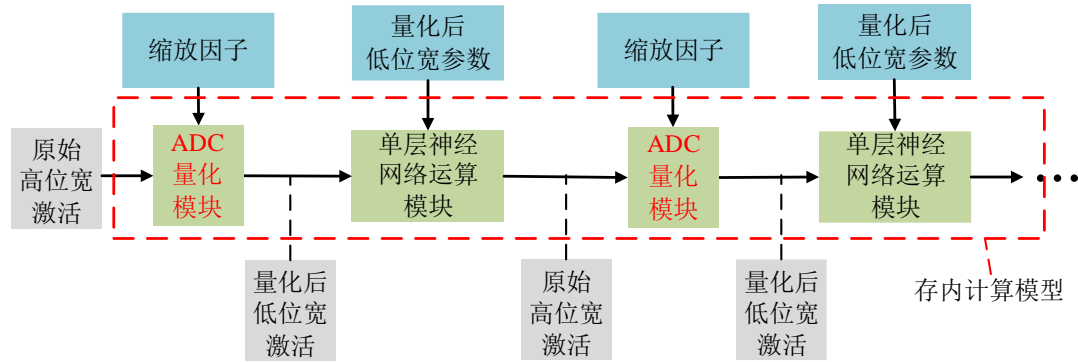 缩放因子
量化后
低位宽参数
缩放因子
量化后
低位宽参数
原始
高位宽
激活
ADC
量化
模块
单层神经
网络运算
模块
ADC
量化
模块
单层神经
网络运算
模块
量化后
低位宽
激活
原始
高位宽
激活
量化后
低位宽
激活
存内计算模型